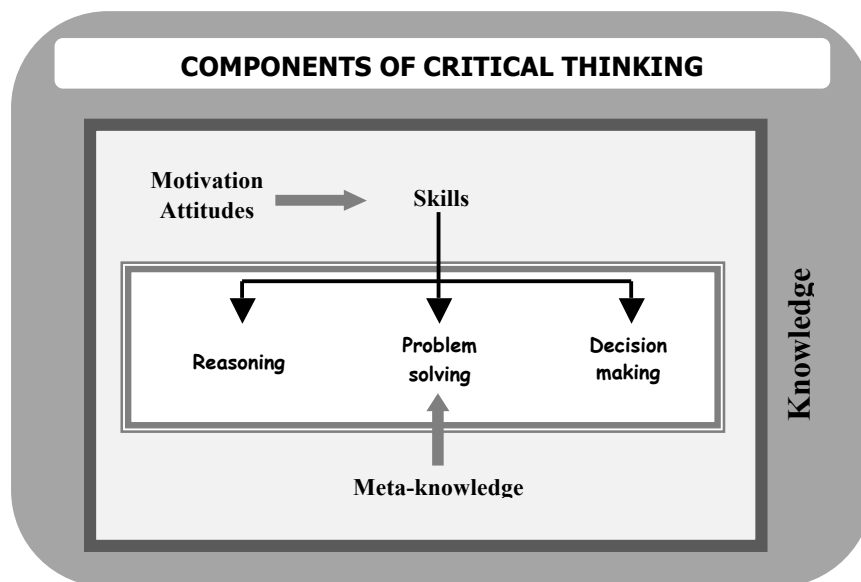 COMPONENTS OF CRITICAL THINKING
Motivation
Attitudes
Skills
Reasoning
Problem
solving
Decision
making
Meta-knowledge
Knowledge